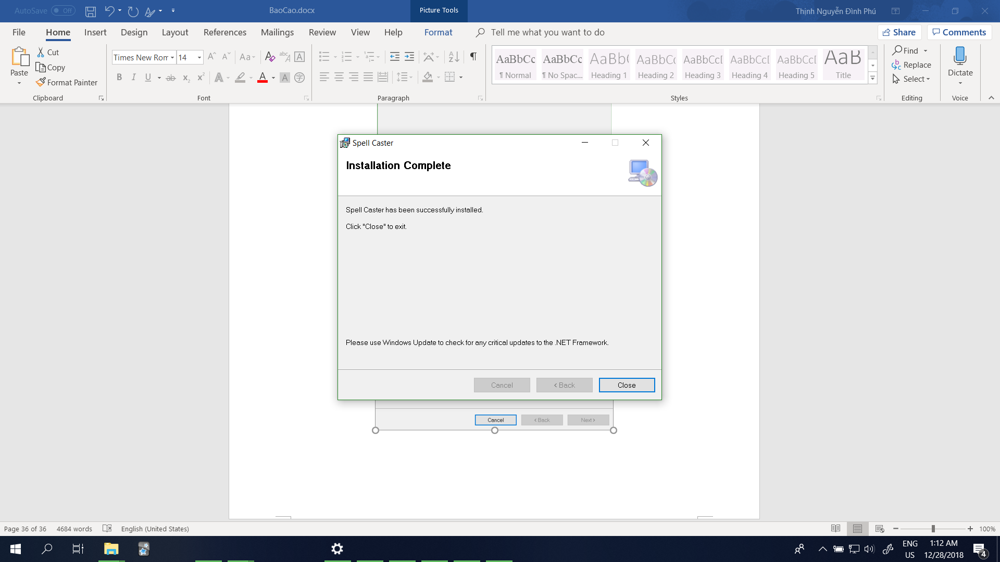 AutoSave Off
BaoCao.docx
Picture Tools
Thịnh Nguyễn Đình Phú
File Home Insert Design Layout References Mailings Review View Help Format Tell me what you want to do Share Comments
Paste
Cut
Copy
Format Painter
Clipboard
Times New Rom 14
Font
Paragraph
AaBbCc AaBbCc AaBb( AaBbC( AaBbCc[ AaBbCc[ AaBbCc[ AaB
¶ Normal ¶ No Spac... Heading 1 Heading 2 Heading 3 Heading 4 Heading 5 Title
Styles
Find
Replace
Select
Editing
Dictate
Voice
Spell Caster
Installation Complete
Spell Caster has been successfully installed.
Click "Close" to exit.
Please use Windows Update to check for any critical updates to the .NET Framework.
Cancel < Back Close
Cancel < Back Next >
Page 36 of 36 4684 words English (United States) 100%
ENG
US
1:12 AM
12/28/2018
4